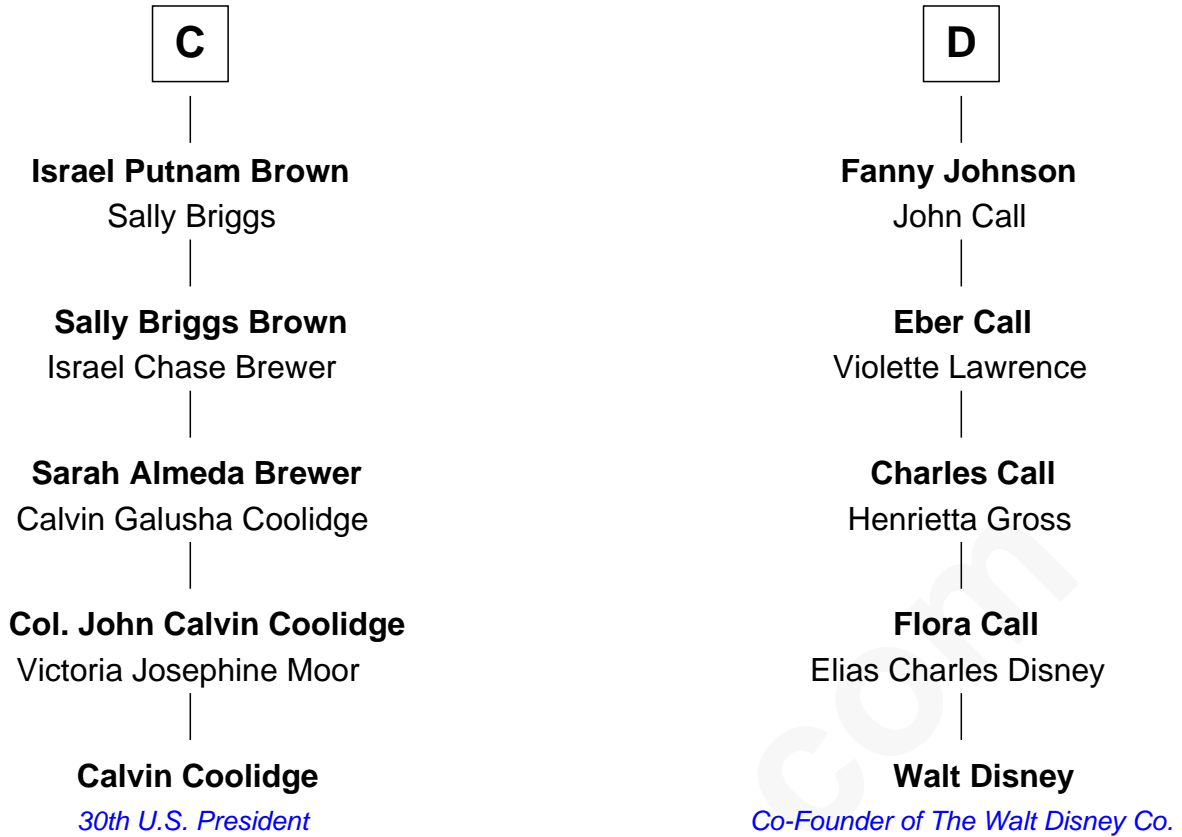 C
Israel Putnam Brown
Sally Briggs
Sally Briggs Brown
Israel Chase Brewer
Sarah Almeda Brewer
Calvin Galusha Coolidge
Col. John Calvin Coolidge
Victoria Josephine Moor
Calvin Coolidge
30th U.S. President
D
Fanny Johnson
John Call
Eber Call
Violette Lawrence
Charles Call
Henrietta Gross
Flora Call
Elias Charles Disney
Walt Disney
Co-Founder of The Walt Disney Co.
com